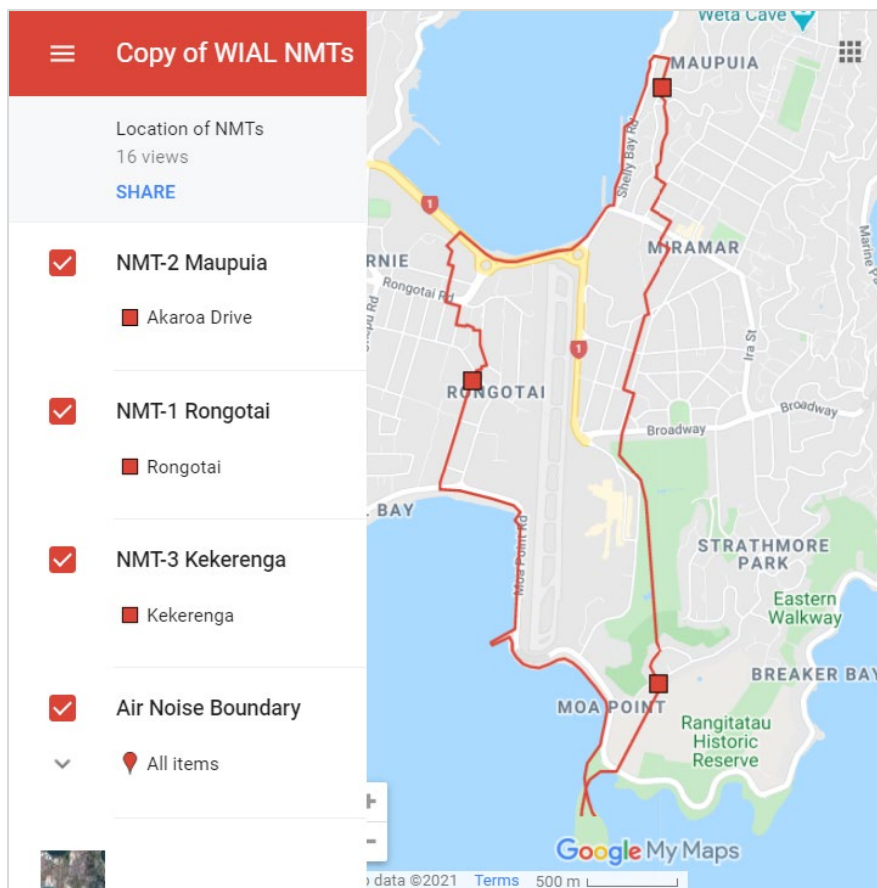 Copy of WIAL NMTs
Location of NMTs
16 views
SHARE
NMT-2 Maupuia
Akaroa Drive
NMT-1 Rongotai
Rongotai
NMT-3 Kekerenga
Kekerenga
Air Noise Boundary
All items
Weta Cave
MAUPUIA
Shelly Bay Rd
1
MIRAMAR
RNIE
Rongotai Rd
1
Ira St
Marine
RONGOTAI
Broadway
Broadway
BAY
Moa Point Rd
STRATHMORE
PARK
Eastern
Walkway
BREAKER BAY
MOA POINT
Rangitatau
Historic
Reserve
Google My Maps
data ©2021
Terms
500 m